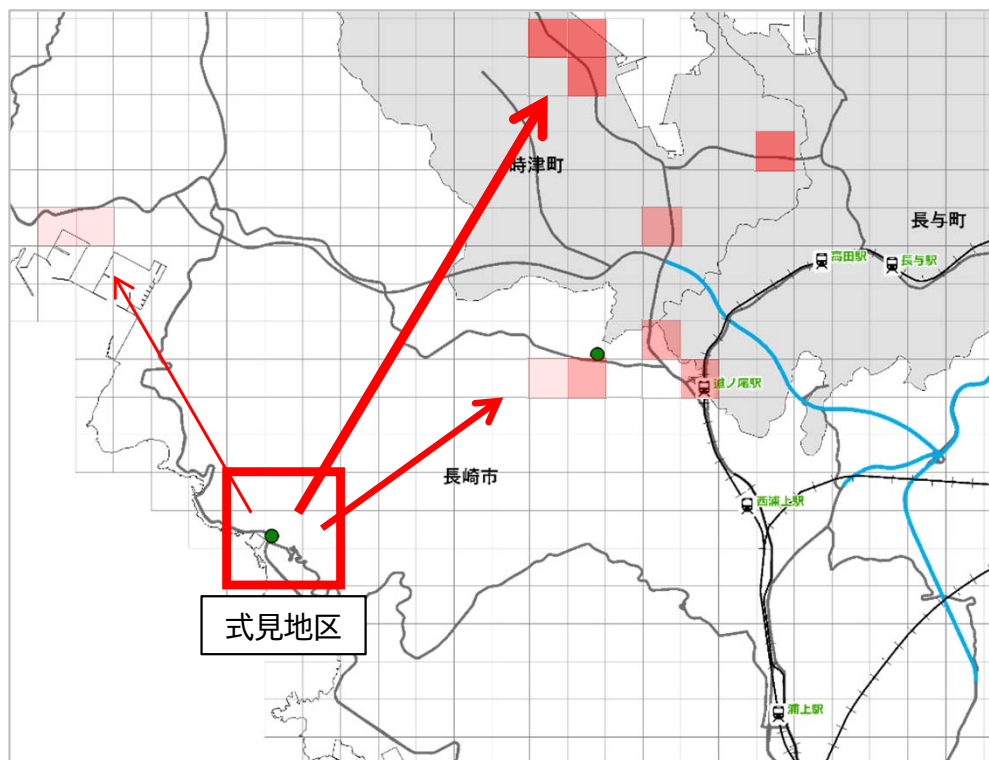 時津町
長与町
高田駅
長与駅
道ノ尾駅
長崎市
西浦上駅
式見地区
浦上駅